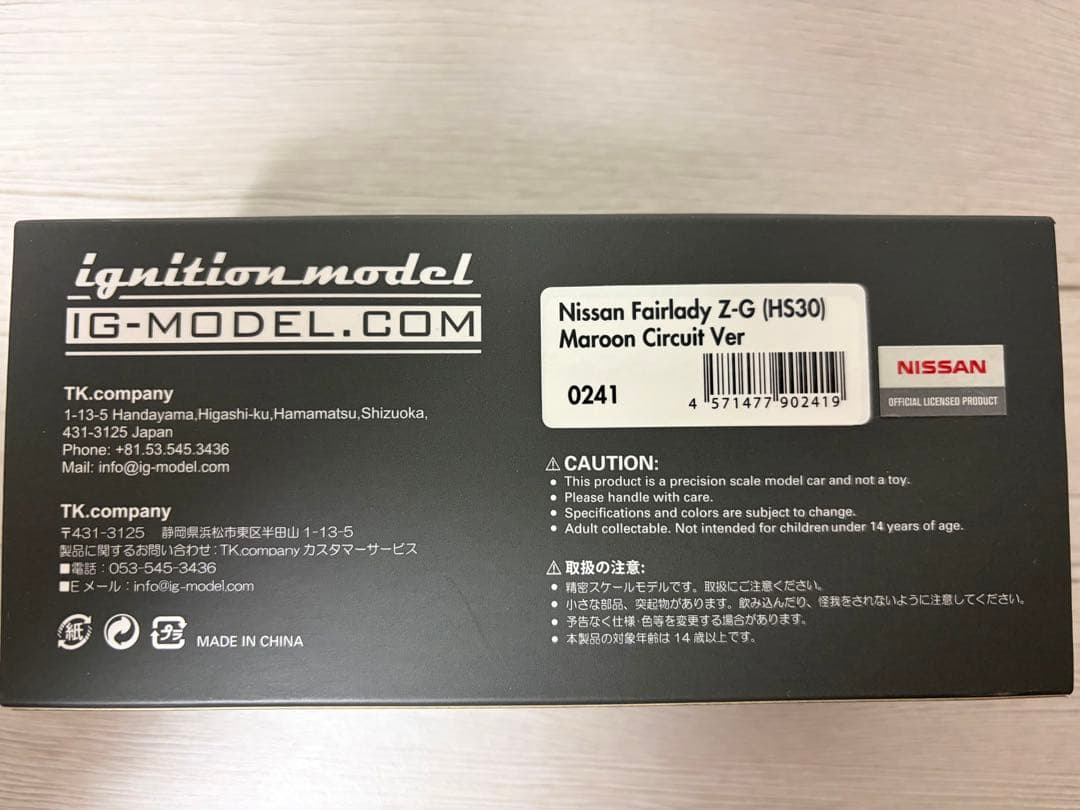 ignition model
IG-MODEL.COM
TK.company
1-13-5 Handayama,Higashi-ku,Hamamatsu,Shizuoka,
431-3125 Japan
Phone: +81.53.545.3436
Mail: info@ig-model.com
TK.company
〒431-3125 静岡県浜松市東区半田山 1-13-5
製品に関するお問い合わせ：TK.company カスタマーサービス
■電話：053-545-3436
■E メール：info@ig-model.com
紙
プラ
MADE IN CHINA
Nissan Fairlady Z-G (HS30)
Maroon Circuit Ver
0241
4 571477 902419
NISSAN
OFFICIAL LICENSED PRODUCT
⚠ CAUTION:
● This product is a precision scale model car and not a toy.
● Please handle with care.
● Specifications and colors are subject to change.
● Adult collectable. Not intended for children under 14 years of age.
⚠ 取扱の注意:
● 精密スケールモデルです。取扱にご注意ください。
● 小さな部品、突起物があります。飲み込んだり、怪我をされないように注意してください。
● 予告なく仕様・色等を変更する場合があります。
● 本製品の対象年齢は 14 歳以上です。